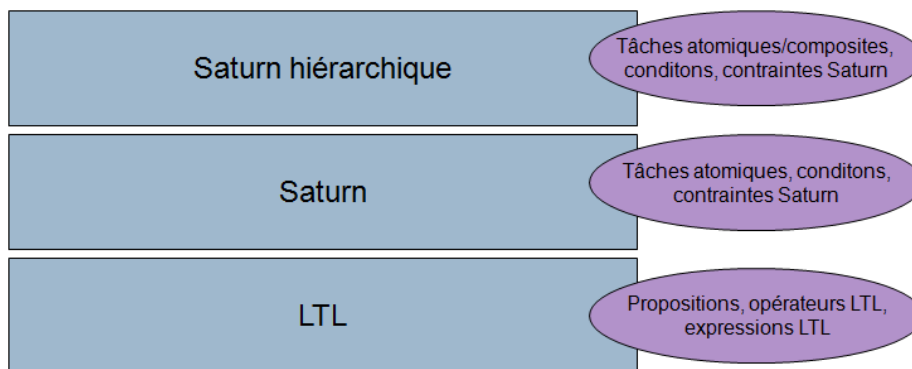 Saturn hiérarchique
Tâches atomiques/composites,
conditons, contraintes Saturn
Saturn
Tâches atomiques, conditons,
contraintes Saturn
LTL
Propositions, opérateurs LTL,
expressions LTL